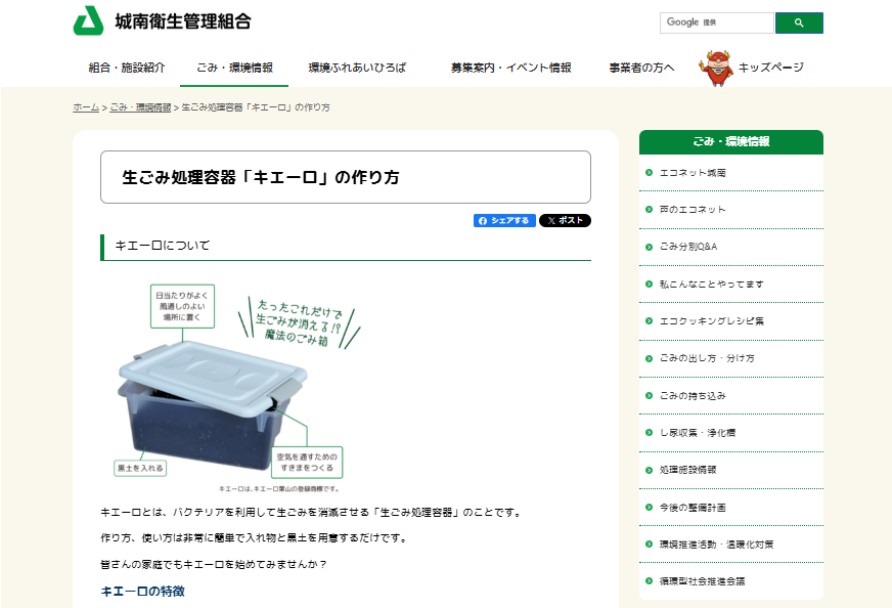 城南衛生管理組合
Google 提供
組合・施設紹介
ごみ・環境情報
環境ふれあいひろば
募集案内・イベント情報
事業者の方へ
キッズページ
ホーム > ごみ・環境情報 > 生ごみ処理容器「キエーロ」の作り方
生ごみ処理容器「キエーロ」の作り方
シェアする
X ポスト
キエーロについて
日当たりがよく
風通しのよい
場所に置く
たったこれだけで
生ごみが消える!?
魔法のごみ箱
黒土を入れる
空気を通すための
すきまをつくる
キエーロは、キエーロ葉山の登録商標です。
キエーロとは、バクテリアを利用して生ごみを消滅させる「生ごみ処理容器」のことです。
作り方、使い方は非常に簡単で入れ物と黒土を用意するだけです。
皆さんの家庭でもキエーロを始めてみませんか？
キエーロの特徴
ごみ・環境情報
エコネット城南
声のエコネット
ごみ分別Q&A
私こんなことやってます
エコクッキングレシピ集
ごみの出し方・分け方
ごみの持ち込み
し尿収集・浄化槽
処理施設情報
今後の整備計画
環境推進活動・温暖化対策
循環型社会推進会議